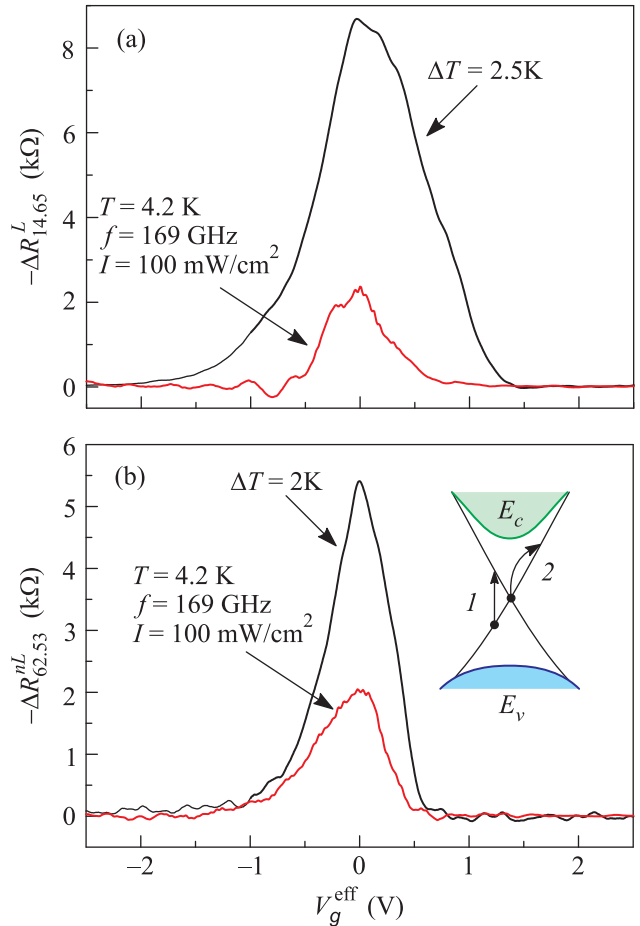 (a)
ΔT = 2.5K
T = 4.2 K
f = 169 GHz
I = 100 mW/cm²
−ΔR^L_14.65 (kΩ)
8
6
4
2
0
(b)
ΔT = 2K
T = 4.2 K
f = 169 GHz
I = 100 mW/cm²
E_c
1
2
E_v
−ΔR^nL_62.53 (kΩ)
6
5
4
3
2
1
0
−2 −1 0 1 2
V_g^eff (V)